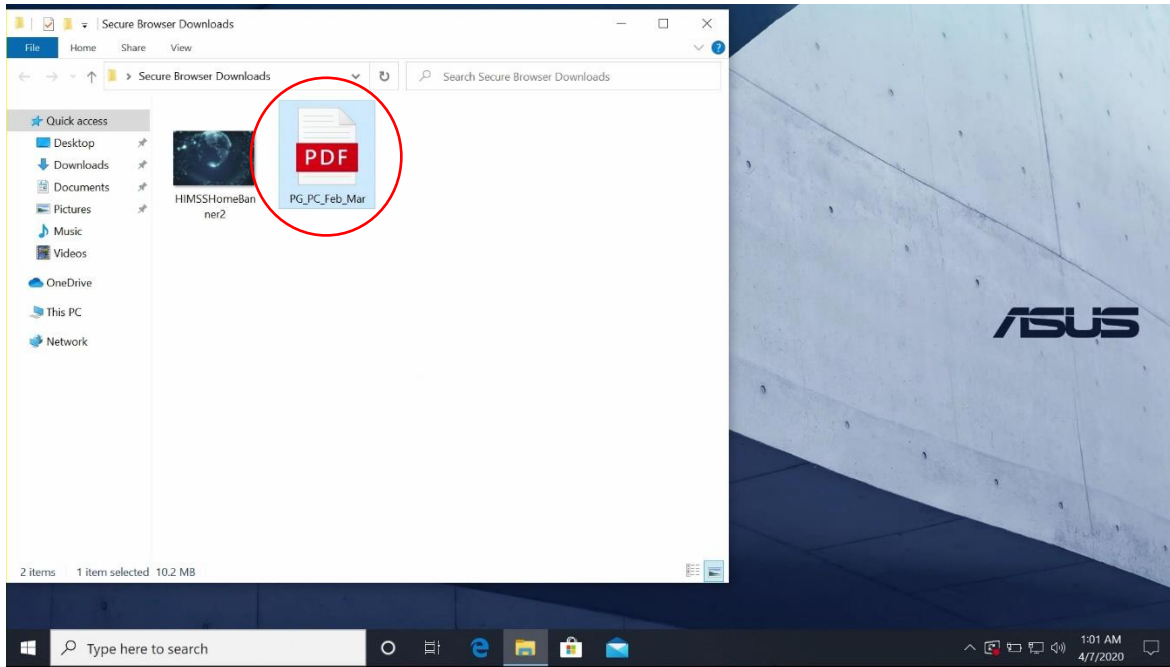 Secure Browser Downloads
File Home Share View
Secure Browser Downloads
Search Secure Browser Downloads
Quick access
Desktop
Downloads
Documents
Pictures
Music
Videos
OneDrive
This PC
Network
HIMSSHomeBan
ner2
PDF
PG_PC_Feb_Mar
2 items 1 item selected 10.2 MB
ASUS
Type here to search
1:01 AM
4/7/2020